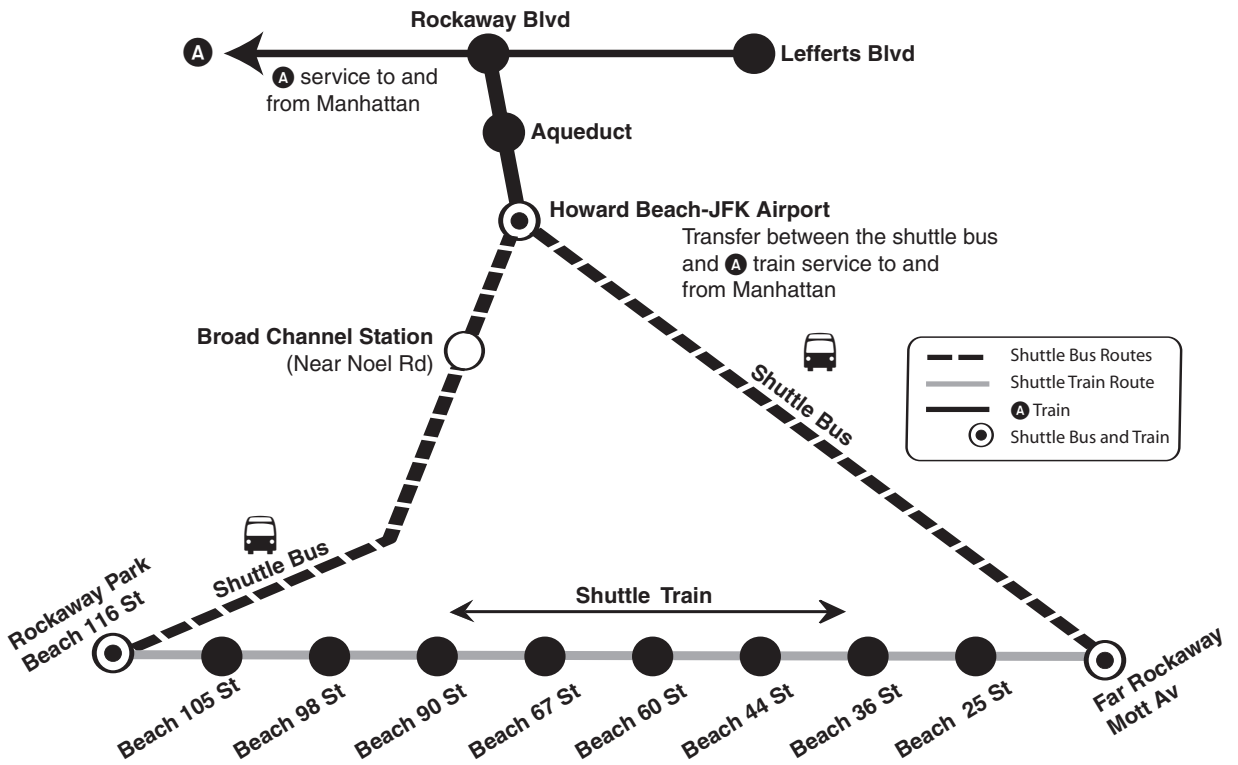 Rockaway Blvd
A
Lefferts Blvd
A service to and
from Manhattan
Aqueduct
Howard Beach-JFK Airport
Transfer between the shuttle bus
and A train service to and
from Manhattan
Broad Channel Station
(Near Noel Rd)
Shuttle Bus
Shuttle Bus Routes
Shuttle Train Route
A Train
Shuttle Bus and Train
Shuttle Bus
Shuttle Train
Rockaway Park
Beach 116 St
Beach 105 St
Beach 98 St
Beach 90 St
Beach 67 St
Beach 60 St
Beach 44 St
Beach 36 St
Beach 25 St
Far Rockaway
Mott Av